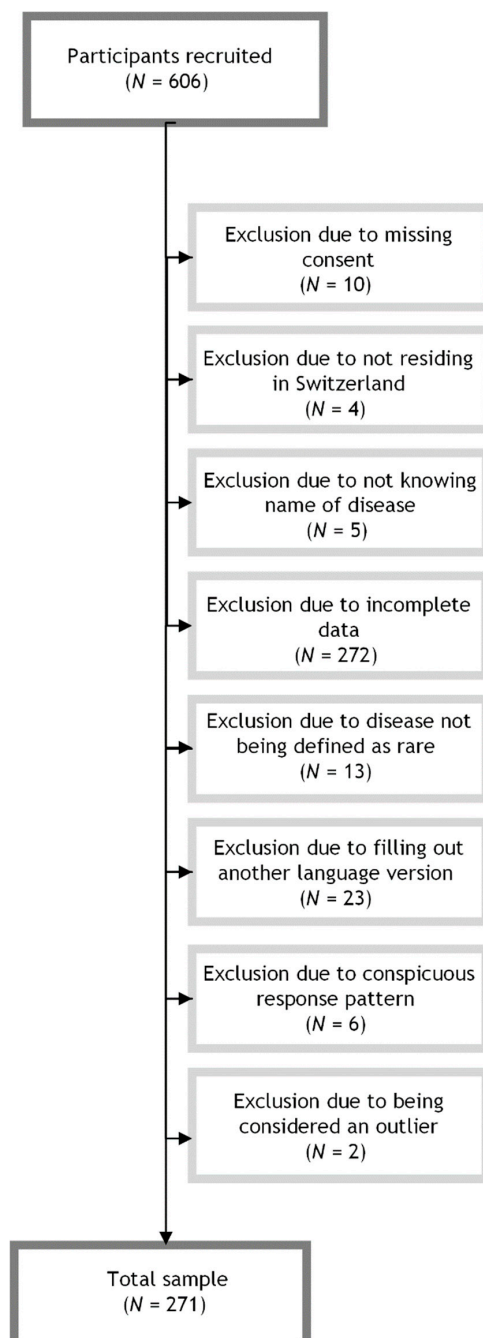 Participants recruited
(N = 606)
Exclusion due to missing
consent
(N = 10)
Exclusion due to not residing
in Switzerland
(N = 4)
Exclusion due to not knowing
name of disease
(N = 5)
Exclusion due to incomplete
data
(N = 272)
Exclusion due to disease not
being defined as rare
(N = 13)
Exclusion due to filling out
another language version
(N = 23)
Exclusion due to conspicuous
response pattern
(N = 6)
Exclusion due to being
considered an outlier
(N = 2)
Total sample
(N = 271)